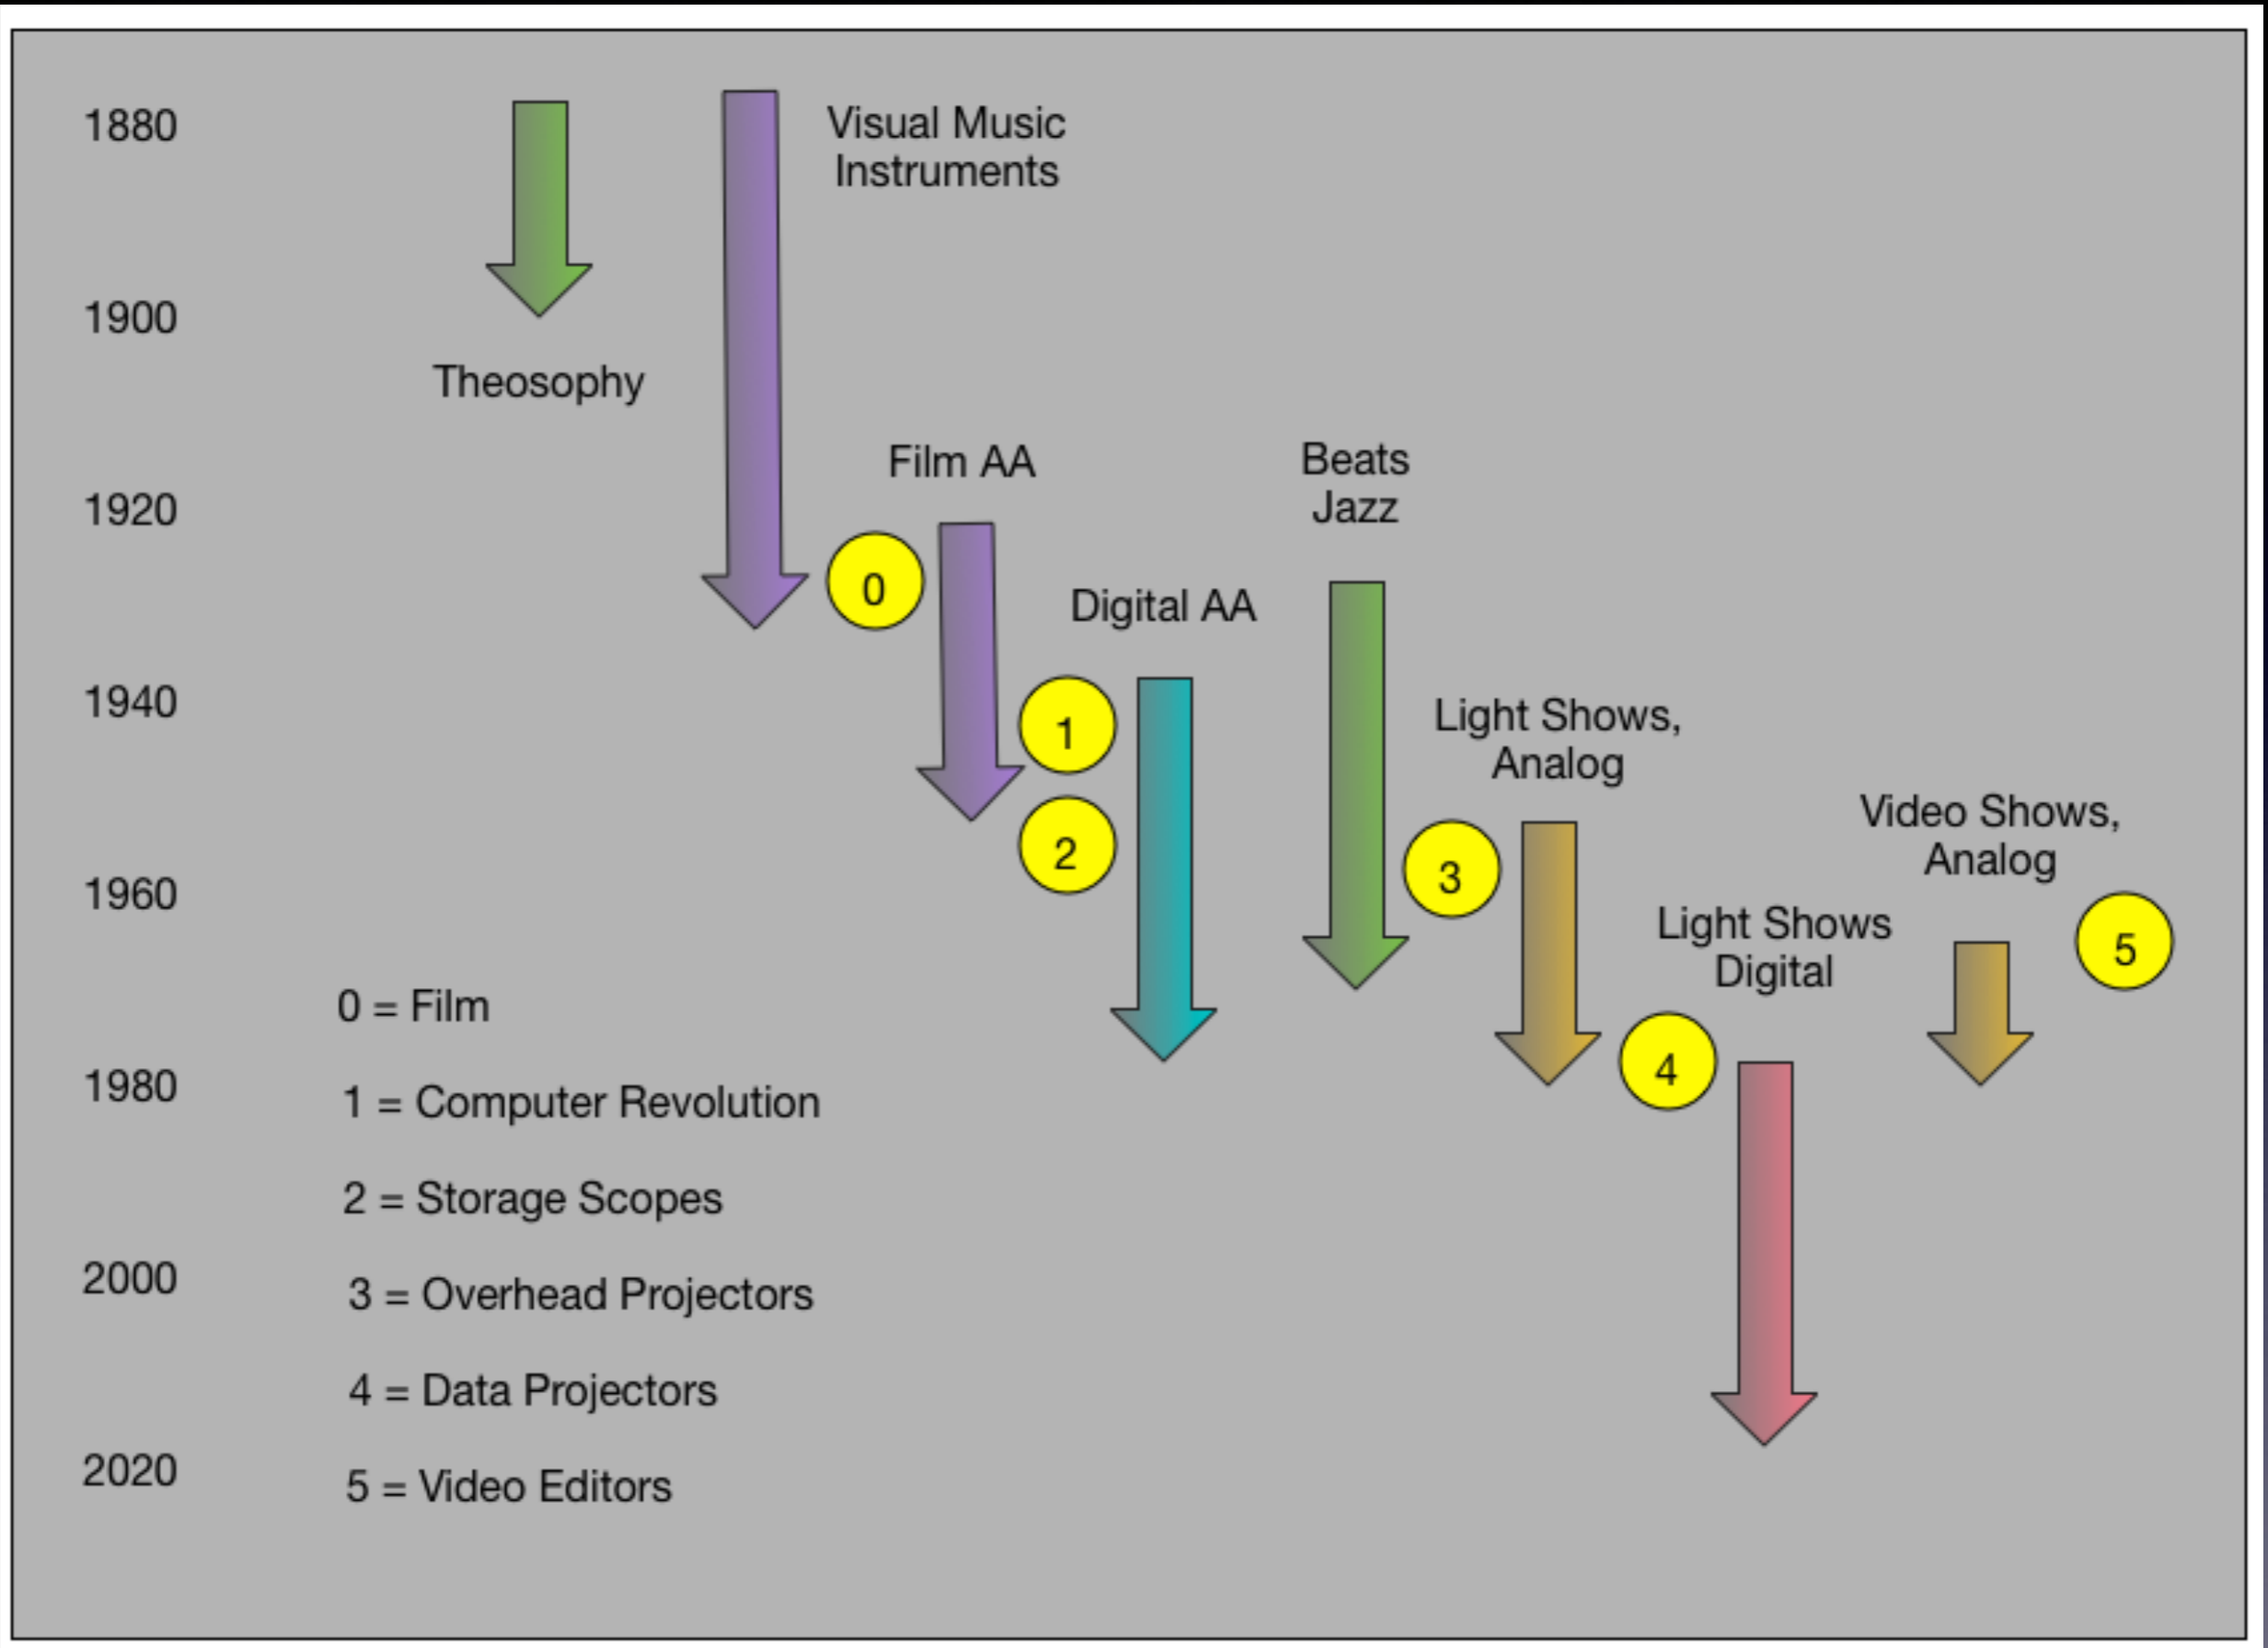 1880
Visual Music
Instruments
1900
Theosophy
Film AA
Beats
Jazz
1920
0
Digital AA
1940
1
Light Shows,
Analog
2
Video Shows,
Analog
3
1960
Light Shows
Digital
5
0 = Film
4
1980
1 = Computer Revolution
2 = Storage Scopes
2000
3 = Overhead Projectors
4 = Data Projectors
2020
5 = Video Editors